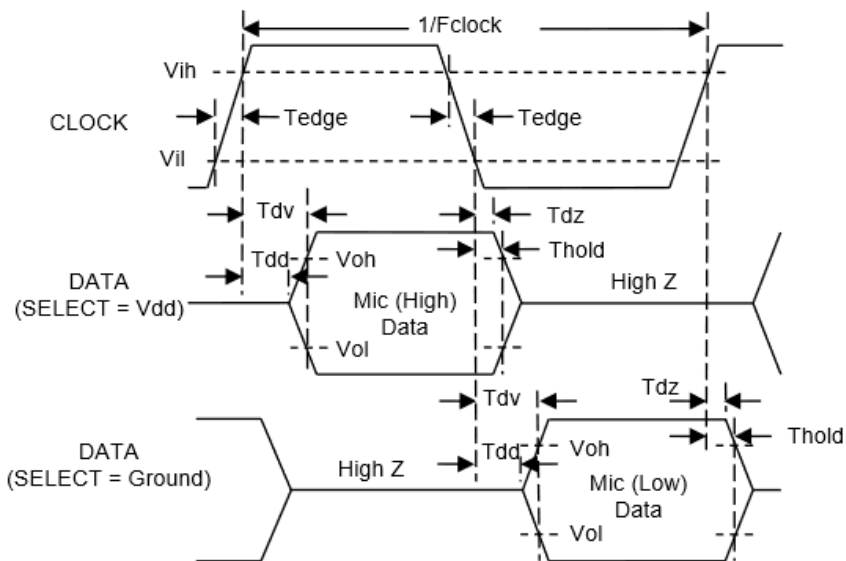 1/Fclock
Vih
CLOCK
Tedge
Tedge
Vil
Tdv
Tdz
Tdd
Voh
Thold
DATA
(SELECT = Vdd)
Mic (High)
Data
High Z
Vol
Tdv
Tdz
DATA
(SELECT = Ground)
High Z
Tdd
Voh
Thold
Mic (Low)
Data
Vol